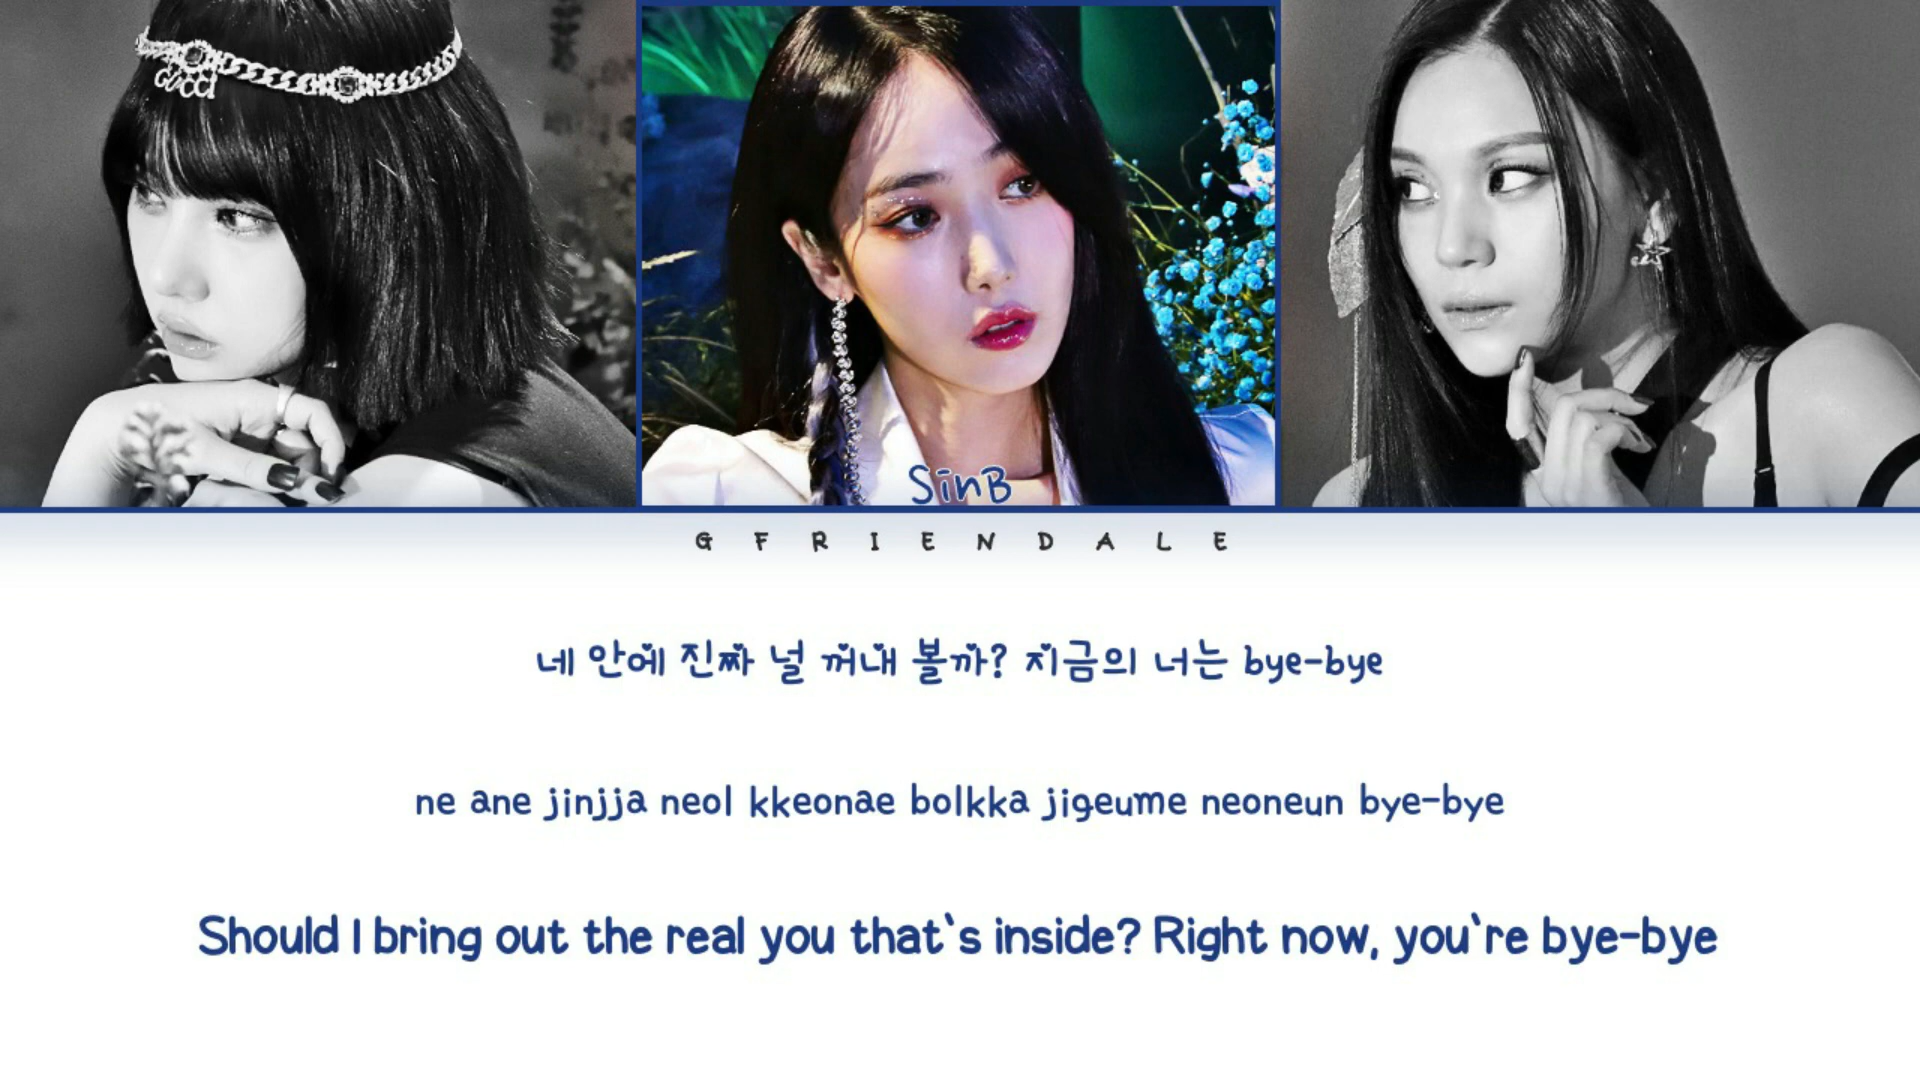 GUCCI
SinB
GFRIENDALE
네 안에 진짜 널 꺼내 볼까? 지금의 너는 bye-bye
ne ane jinjja neol kkeonae bolkka jigeume neoneun bye-bye
Should I bring out the real you that`s inside? Right now, you`re bye-bye